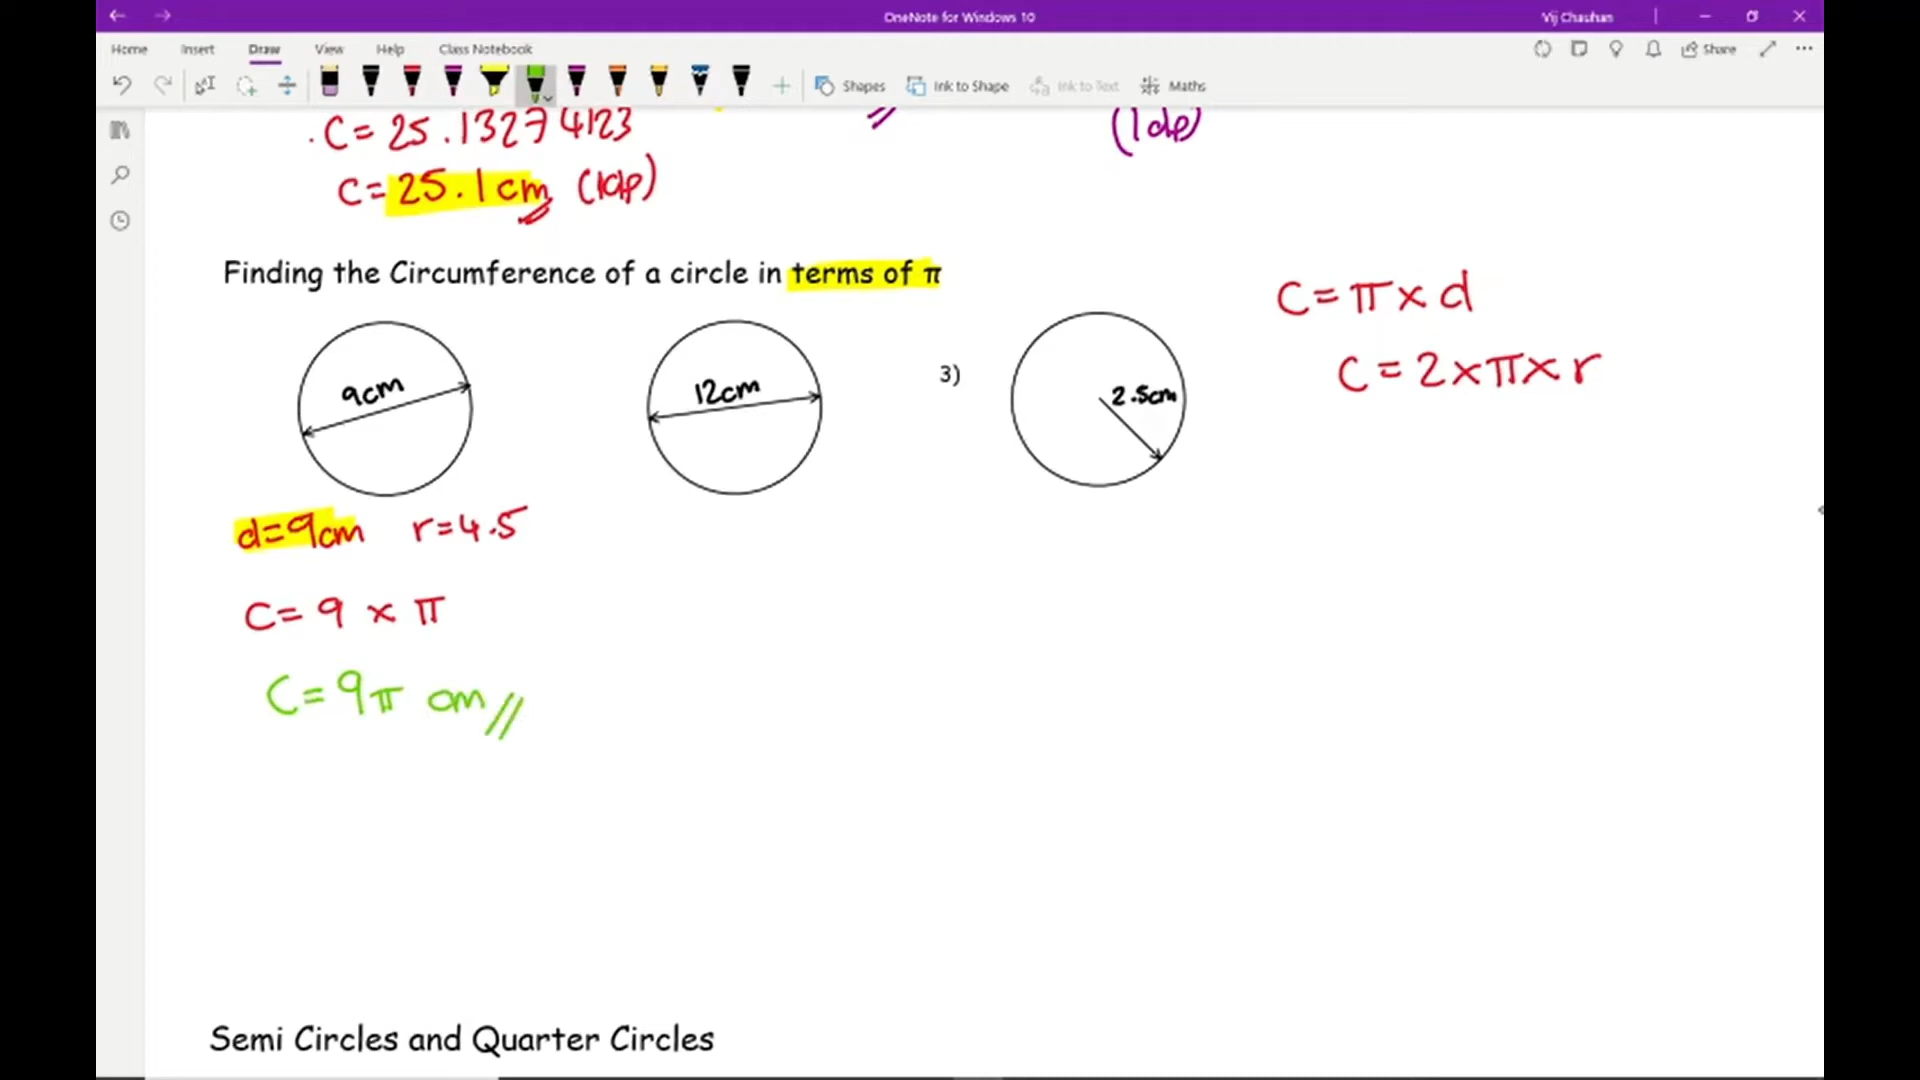 OneNote for Windows 10
Vij Chauhan
Home Insert Draw View Help Class Notebook
Share
Shapes Ink to Shape Ink to Text Maths
. C = 25.13274123
C = 25.1 cm (1dp)
(1dp)
Finding the Circumference of a circle in terms of π
C = π × d
C = 2 × π × r
9cm
12cm
3)
2.5cm
d = 9cm r = 4.5
C = 9 × π
C = 9π cm //
Semi Circles and Quarter Circles